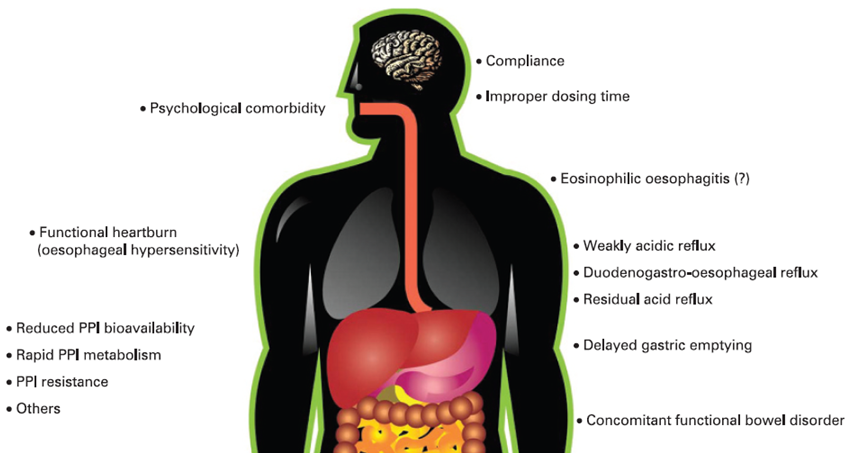 • Compliance
• Improper dosing time
• Psychological comorbidity
• Eosinophilic oesophagitis (?)
• Functional heartburn
(oesophageal hypersensitivity)
• Weakly acidic reflux
• Duodenogastro-oesophageal reflux
• Residual acid reflux
• Reduced PPI bioavailability
• Rapid PPI metabolism
• PPI resistance
• Others
• Delayed gastric emptying
• Concomitant functional bowel disorder